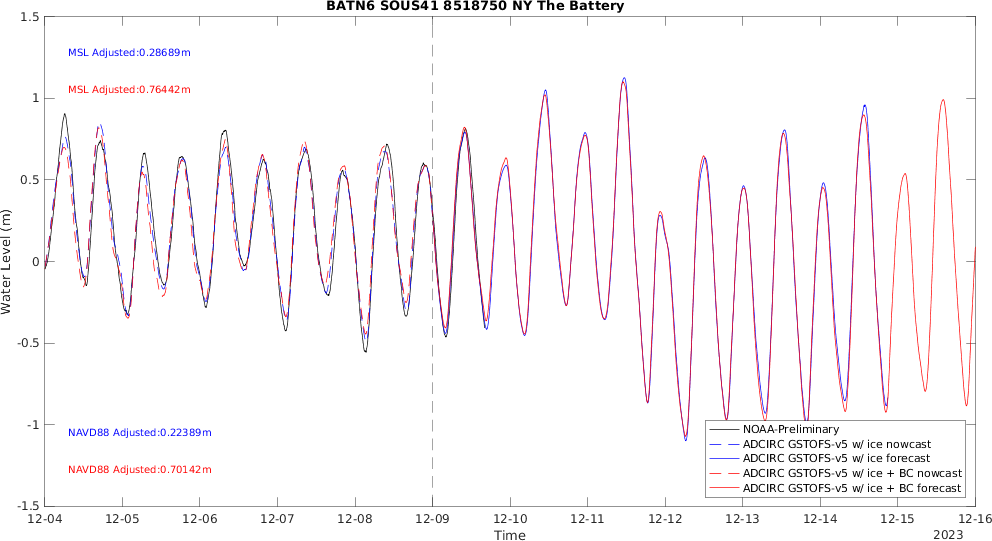 BATN6 SOUS41 8518750 NY The Battery
1.5
1
0.5
0
-0.5
-1
-1.5
Water Level (m)
MSL Adjusted:0.28689m
MSL Adjusted:0.76442m
NAVD88 Adjusted:0.22389m
NAVD88 Adjusted:0.70142m
NOAA-Preliminary
ADCIRC GSTOFS-v5 w/ ice nowcast
ADCIRC GSTOFS-v5 w/ ice forecast
ADCIRC GSTOFS-v5 w/ ice + BC nowcast
ADCIRC GSTOFS-v5 w/ ice + BC forecast
12-04 12-05 12-06 12-07 12-08 12-09 12-10 12-11 12-12 12-13 12-14 12-15 12-16
Time
2023